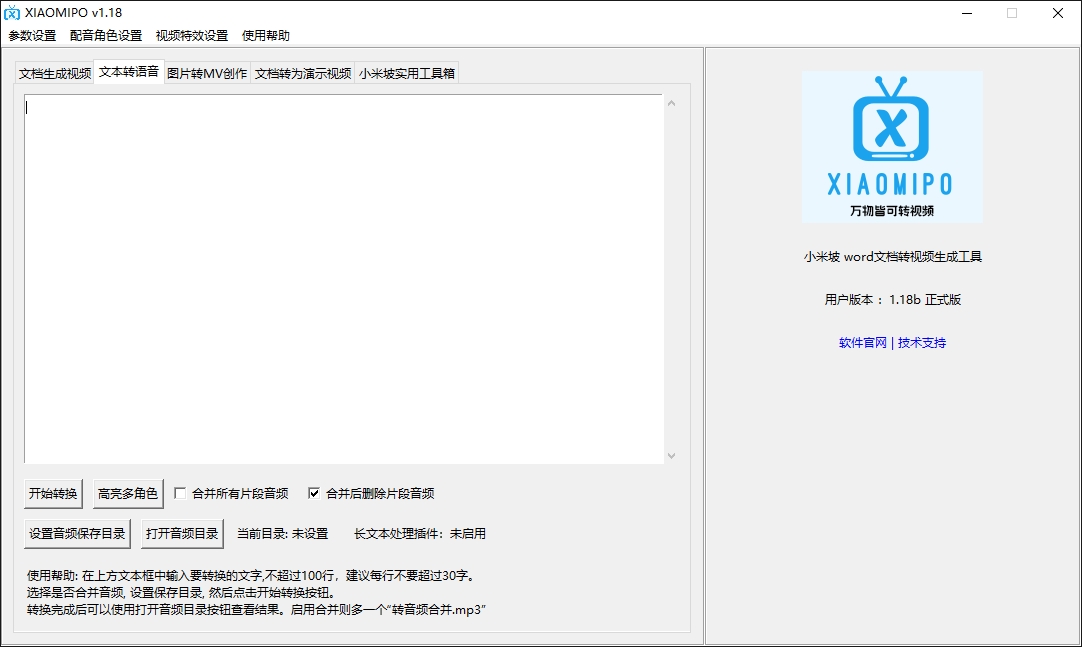 XIAOMIPO v1.18
参数设置 配音角色设置 视频特效设置 使用帮助
文档生成视频 文本转语音 图片转MV创作 文档转为演示视频 小米坡实用工具箱
XIAOMIPO
万物皆可转视频
小米坡 word文档转视频生成工具
用户版本 : 1.18b 正式版
软件官网 | 技术支持
开始转换 高亮多角色 合并所有片段音频 合并后删除片段音频
设置音频保存目录 打开音频目录 当前目录: 未设置 长文本处理插件: 未启用
使用帮助: 在上方文本框中输入要转换的文字,不超过100行，建议每行不要超过30字。
选择是否合并音频, 设置保存目录, 然后点击开始转换按钮。
转换完成后可以使用打开音频目录按钮查看结果。启用合并则多一个“转音频合并.mp3”